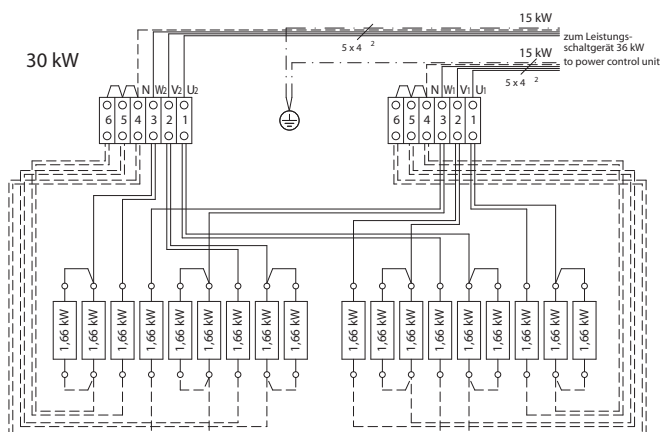 15 kW
5 x 4 2
zum Leistungs-
schaltgerät 36 kW
to power control unit
15 kW
5 x 4 2
30 kW
N W2 V2 U2
6 5 4 3 2 1
N W1 V1 U1
6 5 4 3 2 1
1,66 kW 1,66 kW 1,66 kW 1,66 kW 1,66 kW 1,66 kW 1,66 kW 1,66 kW 1,66 kW 1,66 kW 1,66 kW 1,66 kW 1,66 kW 1,66 kW 1,66 kW 1,66 kW 1,66 kW 1,66 kW